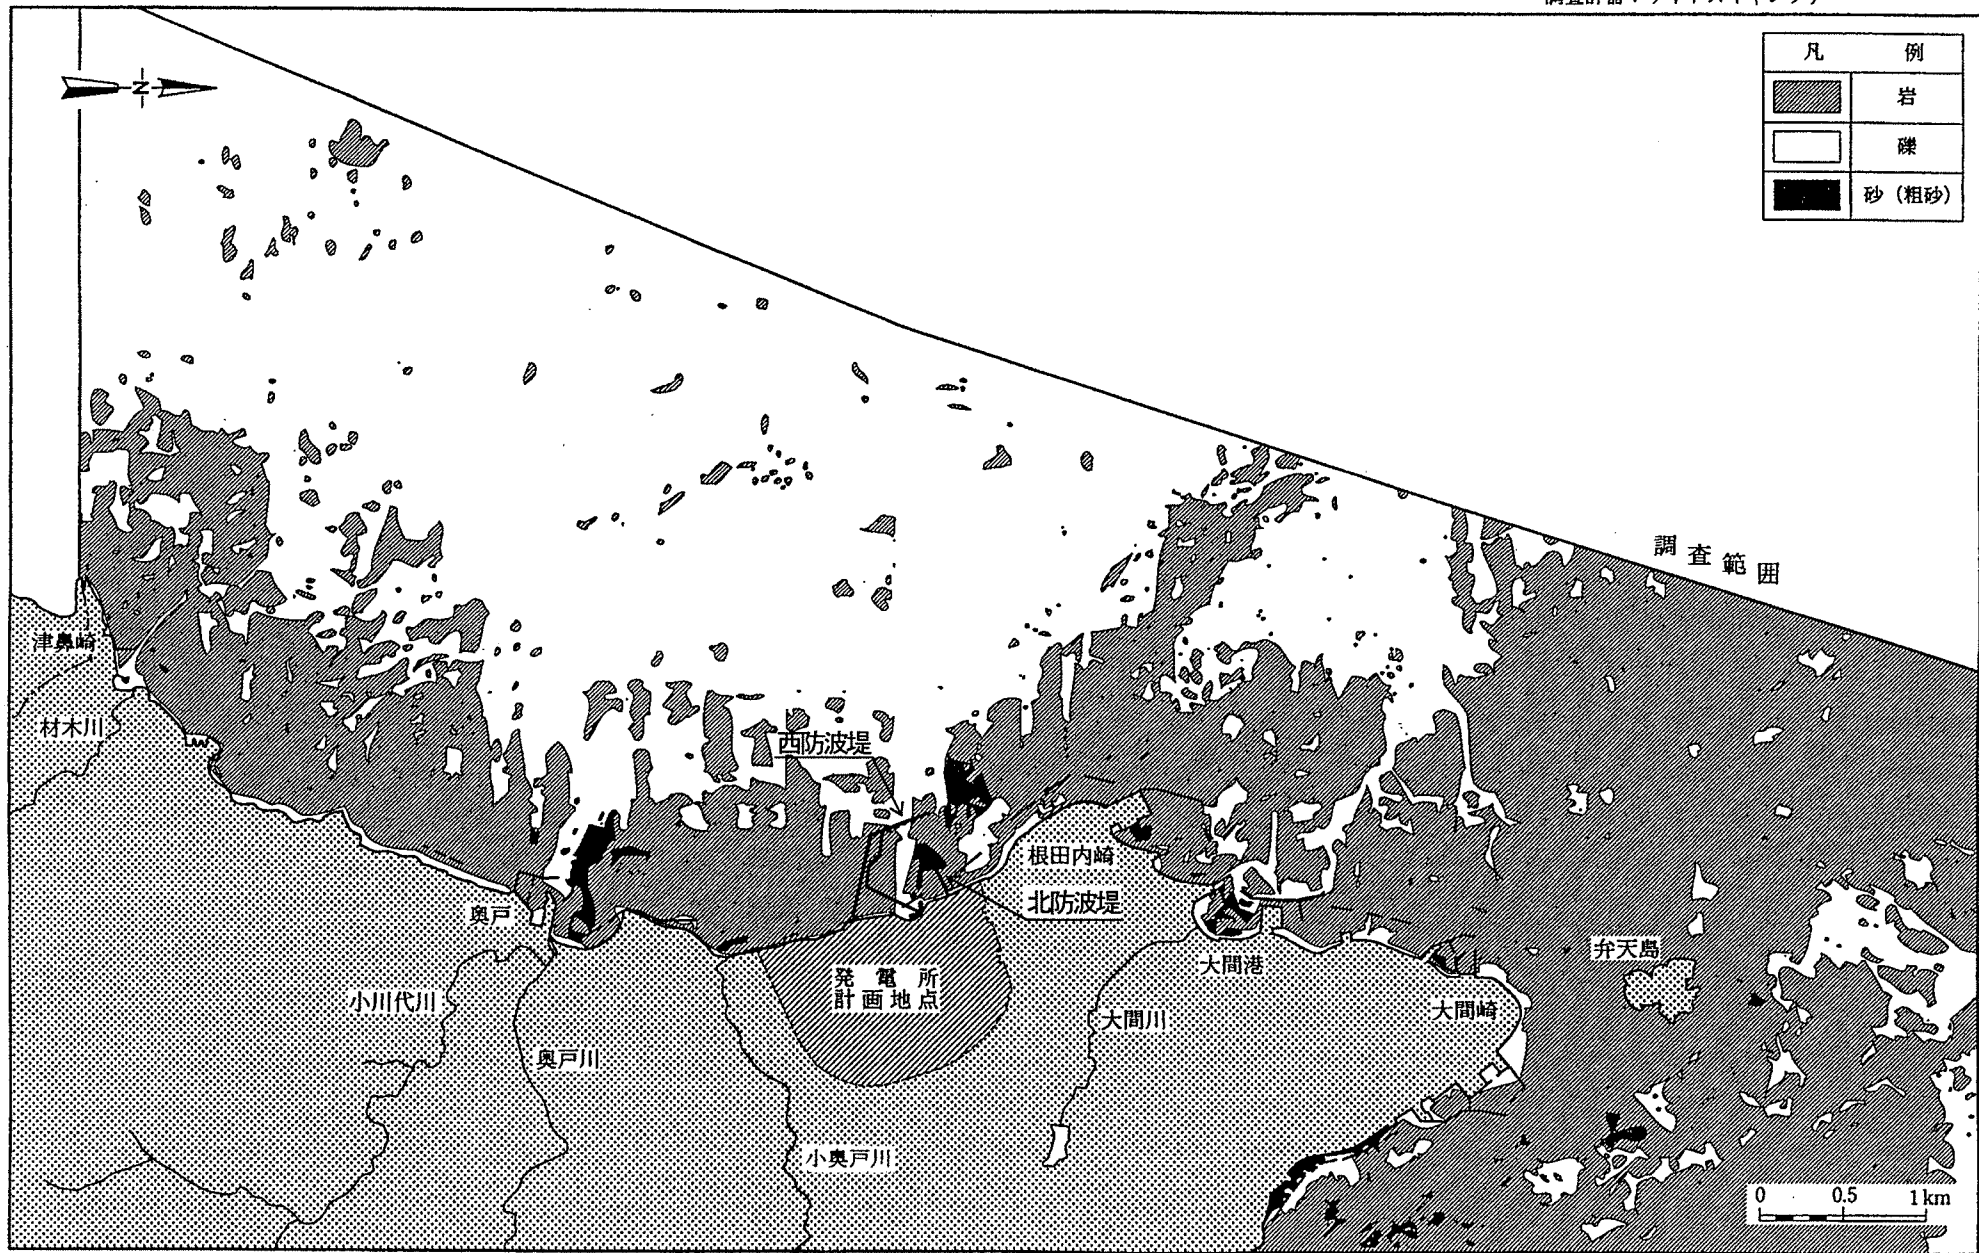 凡 例
岩
礫
砂（粗砂）
N
調査範囲
津鼻崎
材木川
西防波堤
根田内崎
北防波堤
奥戸
発電所
計画地点
大間港
弁天島
小川代川
大間川
大間崎
奥戸川
小奥戸川
0 0.5 1km